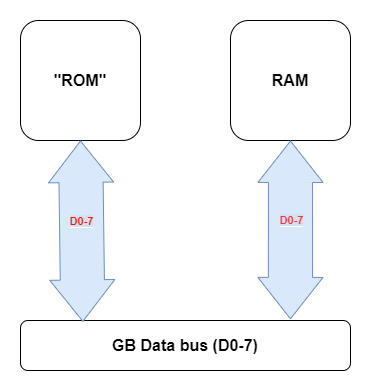 "ROM"
RAM
D0-7
D0-7
GB Data bus (D0-7)